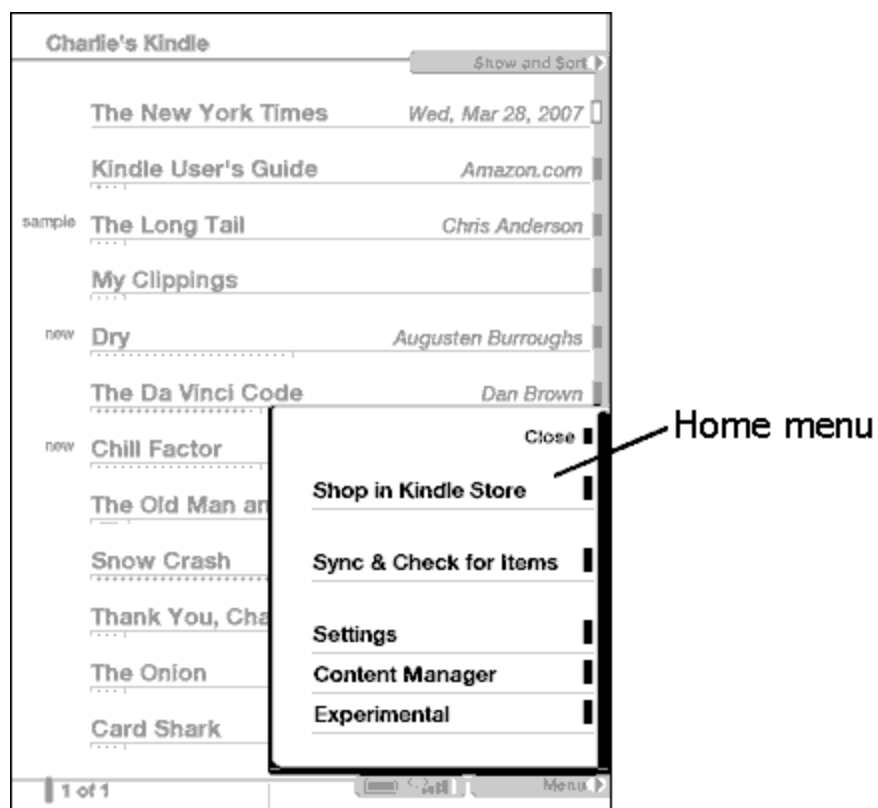 Charlie's Kindle
Show and Sort
The New York Times Wed, Mar 28, 2007
Kindle User's Guide Amazon.com
sample The Long Tail Chris Anderson
My Clippings
new Dry Augusten Burroughs
The Da Vinci Code Dan Brown
Close
Home menu
new Chill Factor
Shop in Kindle Store
The Old Man an
Snow Crash
Sync & Check for Items
Thank You, Cha
Settings
The Onion
Content Manager
Experimental
Card Shark
1 of 1
Menu